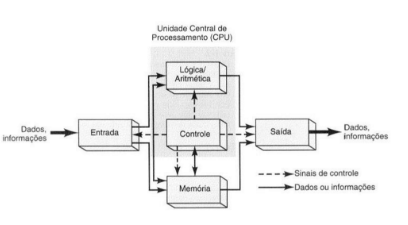 Unidade Central de
Processamento (CPU)
Lógica/
Aritmética
Dados,
informações
Entrada
Controle
Saída
Dados,
informações
Memória
Sinais de controle
Dados ou informações